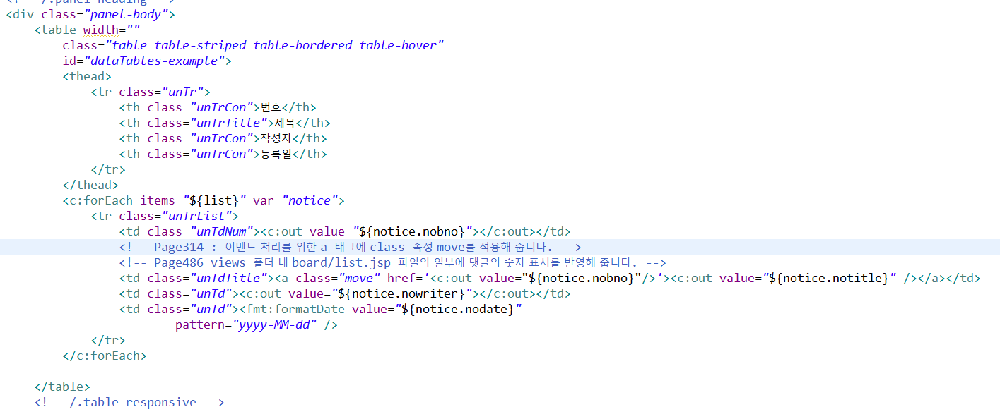 <!-- /.panel-heading -->
<div class="panel-body">
    <table width=""
        class="table table-striped table-bordered table-hover"
        id="dataTables-example">
        <thead>
            <tr class="unTr">
                <th class="unTrCon">번호</th>
                <th class="unTrTitle">제목</th>
                <th class="unTrCon">작성자</th>
                <th class="unTrCon">등록일</th>
            </tr>
        </thead>
        <c:forEach items="${list}" var="notice">
            <tr class="unTrList">
                <td class="unTdNum"><c:out value="${notice.nobno}"></c:out></td>
                <!-- Page314 : 이벤트 처리를 위한 a 태그에 class 속성 move를 적용해 줍니다. -->
                <!-- Page486 views 폴더 내 board/list.jsp 파일의 일부에 댓글의 숫자 표시를 반영해 줍니다. -->
                <td class="unTdTitle"><a class="move" href='<c:out value="${notice.nobno}"/>'><c:out value="${notice.notitle}" /></a></td>
                <td class="unTd"><c:out value="${notice.nowriter}"></c:out></td>
                <td class="unTd"><fmt:formatDate value="${notice.nodate}"
                        pattern="yyyy-MM-dd" />
            </tr>
        </c:forEach>
    </table>
    <!-- /.table-responsive -->